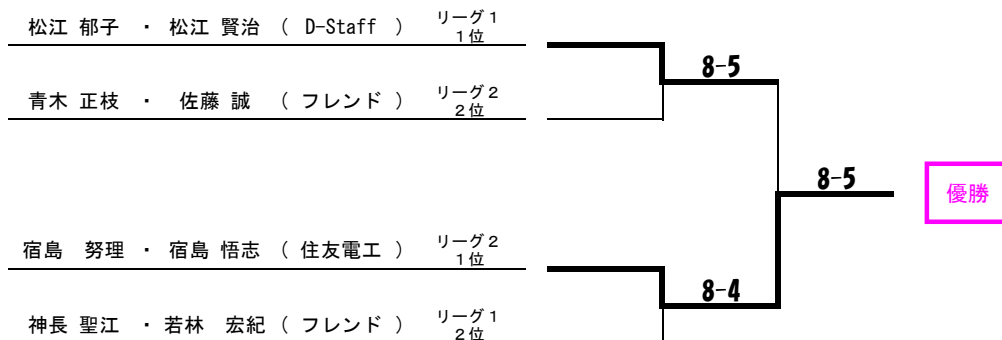 松江 郁子 ・ 松江 賢治 ( D-Staff ) リーグ1 1位
8-5
青木 正枝 ・ 佐藤 誠 ( フレンド ) リーグ2 2位
8-5
優勝
宿島 努理 ・ 宿島 悟志 ( 住友電工 ) リーグ2 1位
8-4
神長 聖江 ・ 若林 宏紀 ( フレンド ) リーグ1 2位